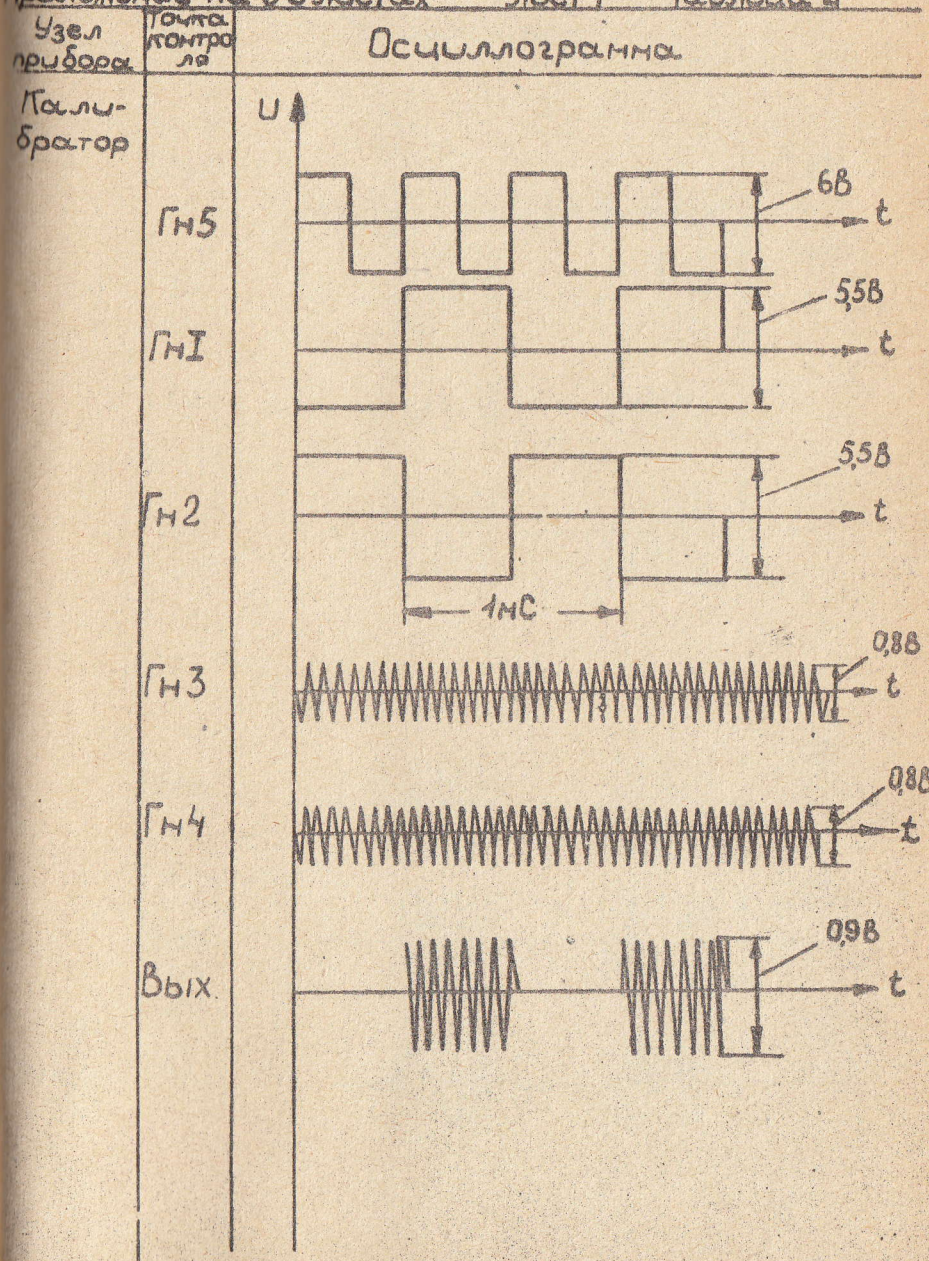 Узел
прибора
Точка
контро
ля
Осциллограмма
Кали-
братор
U
Гн5
6В
t
ГнI
5,5В
t
Гн2
5,5В
t
1мС
Гн3
0,8В
t
Гн4
0,8В
t
Вых.
0,9В
t